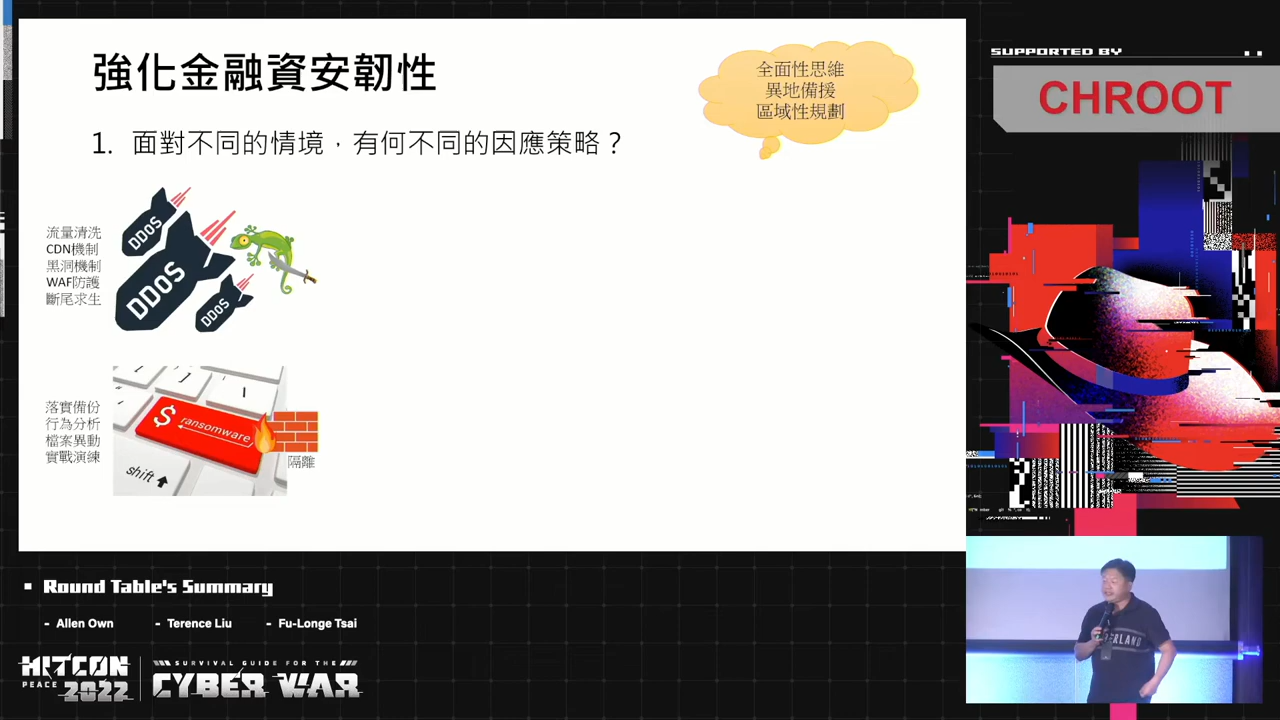 強化金融資安韌性
全面性思維
異地備援
區域性規劃
1. 面對不同的情境，有何不同的因應策略？
流量清洗
CDN機制
黑洞機制
WAF防護
斷尾求生
DDOS
DDOS
DDOS
落實備份
行為分析
檔案異動
實戰演練
$
ransomware
shift
隔離
SUPPORTED BY
CHROOT
ERLAND
Round Table's Summary
- Allen Own
- Terence Liu
- Fu-Longe Tsai
HITCON
PEACE 2022
SURVIVAL GUIDE FOR THE
CYBER WAR